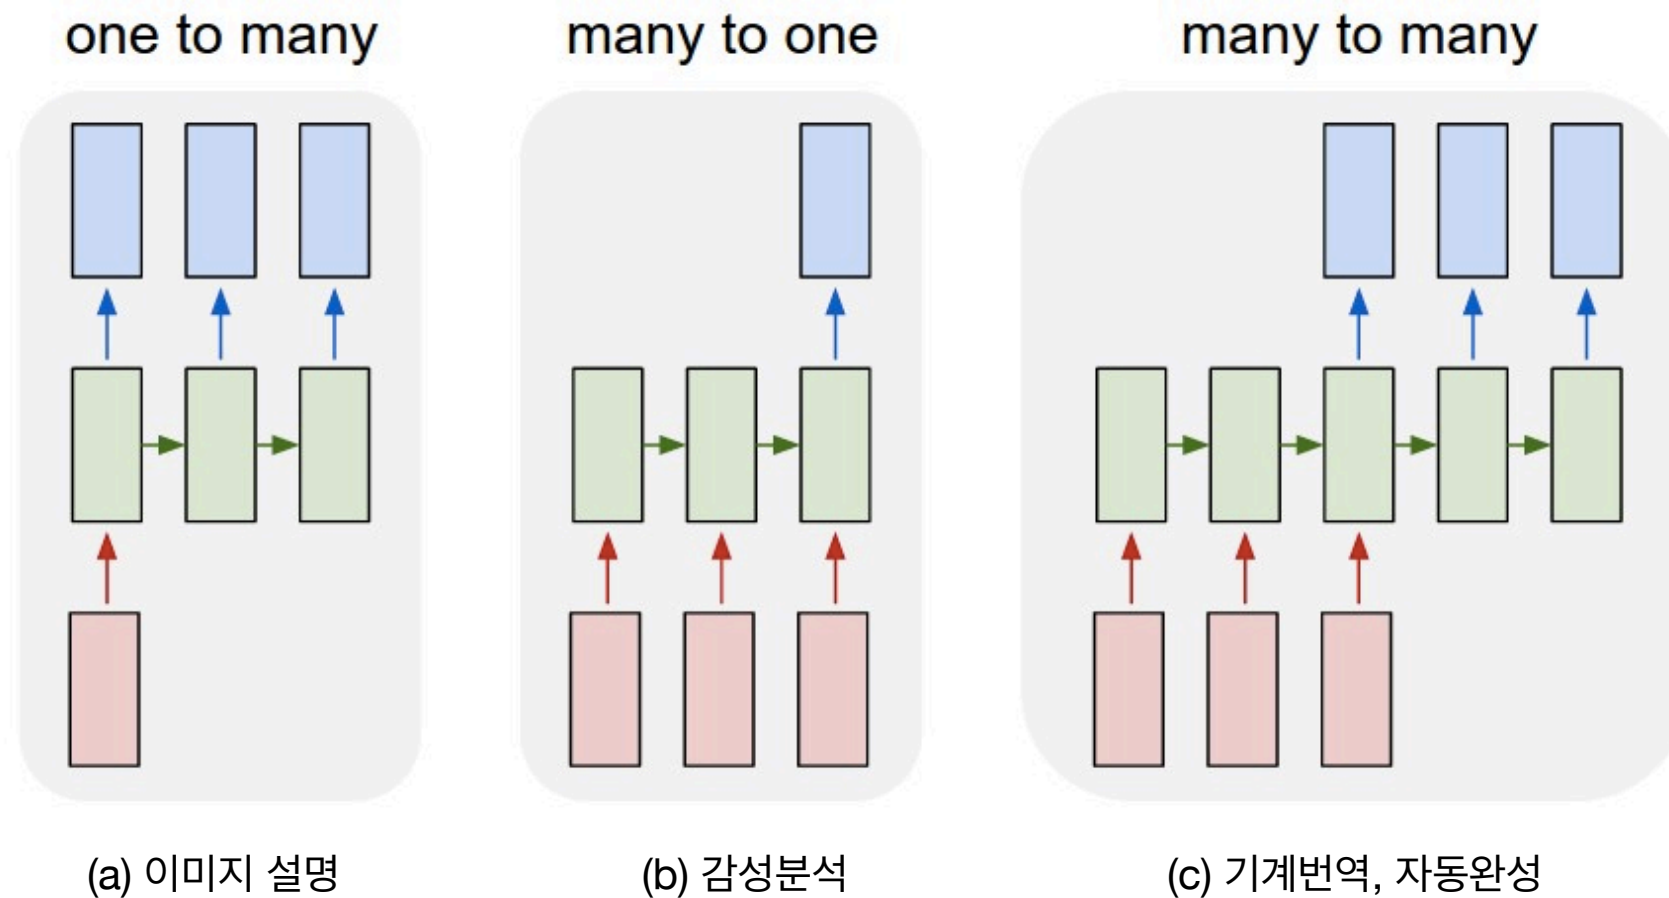 one to many
many to one
many to many
(a) 이미지 설명
(b) 감성분석
(c) 기계번역, 자동완성